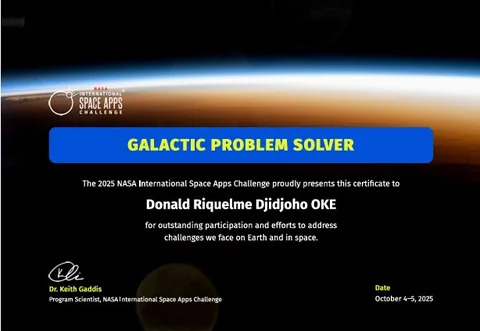 NASA
INTERNATIONAL
SPACE APPS
CHALLENGE
GALACTIC PROBLEM SOLVER
The 2025 NASA International Space Apps Challenge proudly presents this certificate to
Donald Riquelme Djidjoho OKE
for outstanding participation and efforts to address
challenges we face on Earth and in space.
Dr. Keith Gaddis
Program Scientist, NASA International Space Apps Challenge
Date
October 4–5, 2025